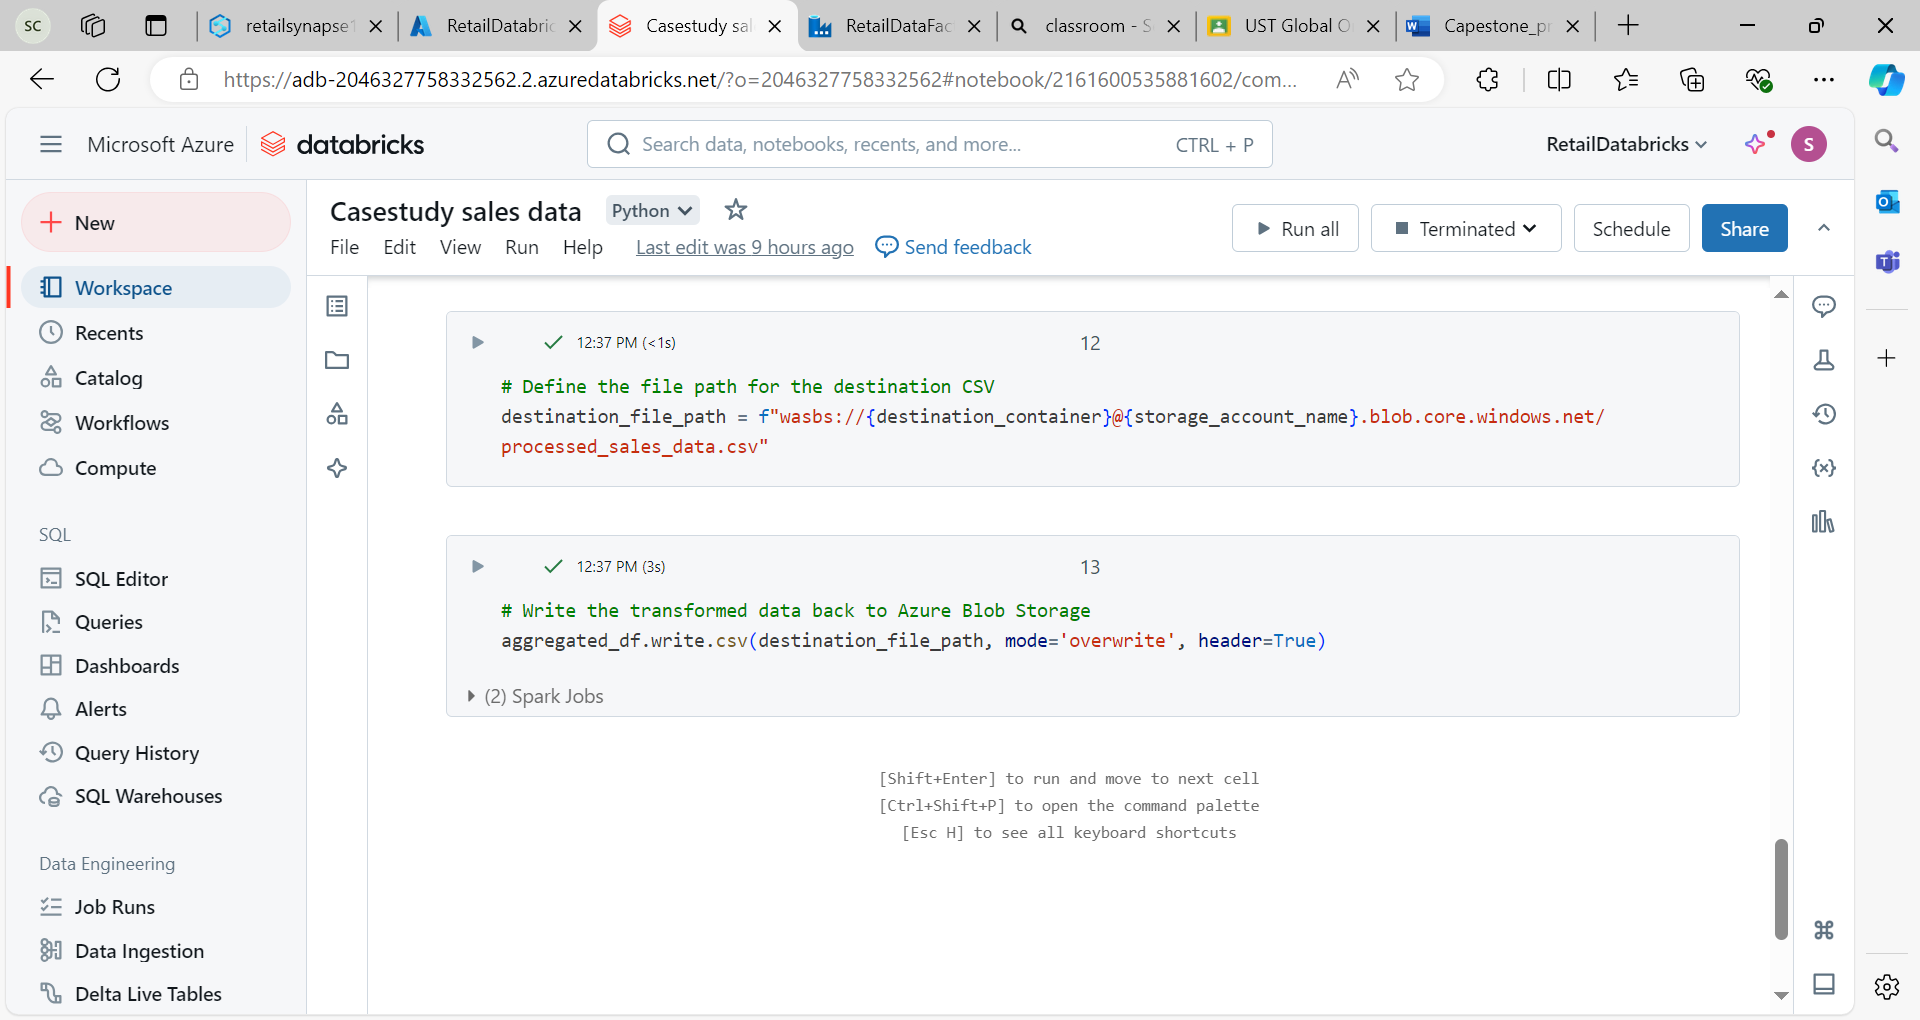 SC
retailsynapse1
RetailDatabric
Casestudy sal
RetailDataFac
classroom - S
UST Global O
Capestone_pr
https://adb-2046327758332562.2.azuredatabricks.net/?o=2046327758332562#notebook/2161600535881602/com...
Microsoft Azure
databricks
Search data, notebooks, recents, and more...
CTRL + P
RetailDatabricks
S
New
Workspace
Recents
Catalog
Workflows
Compute
SQL
SQL Editor
Queries
Dashboards
Alerts
Query History
SQL Warehouses
Data Engineering
Job Runs
Data Ingestion
Delta Live Tables
Casestudy sales data
Python
File
Edit
View
Run
Help
Last edit was 9 hours ago
Send feedback
Run all
Terminated
Schedule
Share
12:37 PM (<1s)
12
# Define the file path for the destination CSV
destination_file_path = f"wasbs://{destination_container}@{storage_account_name}.blob.core.windows.net/
processed_sales_data.csv"
12:37 PM (3s)
13
# Write the transformed data back to Azure Blob Storage
aggregated_df.write.csv(destination_file_path, mode='overwrite', header=True)
(2) Spark Jobs
[Shift+Enter] to run and move to next cell
[Ctrl+Shift+P] to open the command palette
[Esc H] to see all keyboard shortcuts